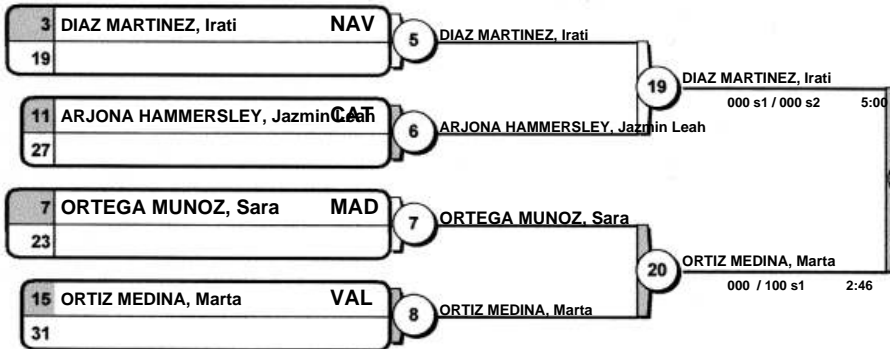 3 DIAZ MARTINEZ, Irati NAV
19
5 DIAZ MARTINEZ, Irati
11 ARJONA HAMMERSLEY, Jazmin Leah CAT
27
6 ARJONA HAMMERSLEY, Jazmin Leah
19 DIAZ MARTINEZ, Irati
000 s1 / 000 s2 5:00
7 ORTEGA MUNOZ, Sara MAD
23
7 ORTEGA MUNOZ, Sara
15 ORTIZ MEDINA, Marta VAL
31
8 ORTIZ MEDINA, Marta
20 ORTIZ MEDINA, Marta
000 / 100 s1 2:46